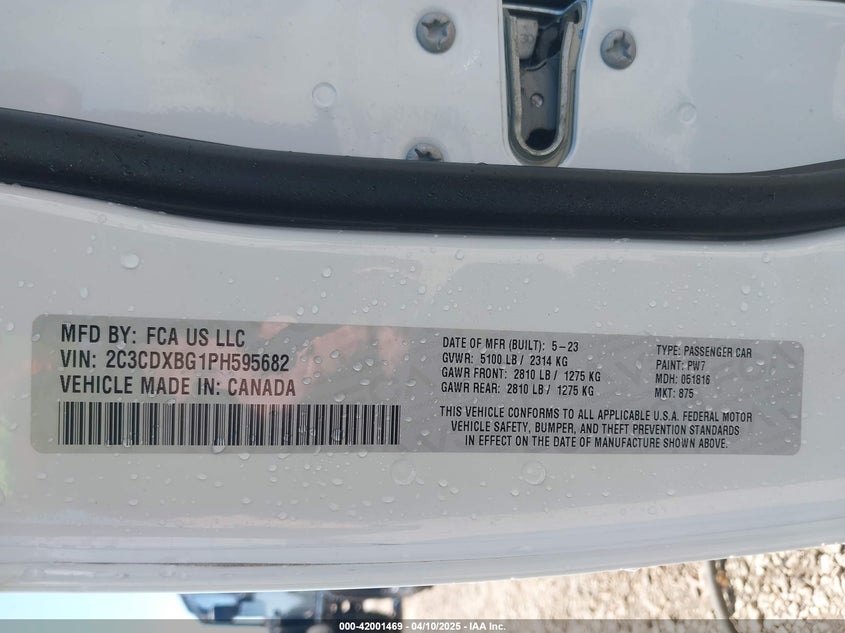 MFD BY: FCA US LLC
VIN: 2C3CDXBG1PH595682
VEHICLE MADE IN: CANADA
DATE OF MFR (BUILT): 5-23
GVWR: 5100 LB / 2314 KG
GAWR FRONT: 2810 LB / 1275 KG
GAWR REAR: 2810 LB / 1275 KG
TYPE: PASSENGER CAR
PAINT: PW7
MDH: 051816
MKT: 875
THIS VEHICLE CONFORMS TO ALL APPLICABLE U.S.A. FEDERAL MOTOR
VEHICLE SAFETY, BUMPER, AND THEFT PREVENTION STANDARDS
IN EFFECT ON THE DATE OF MANUFACTURE SHOWN ABOVE.
000-42001469 - 04/10/2025 - IAA, Inc.